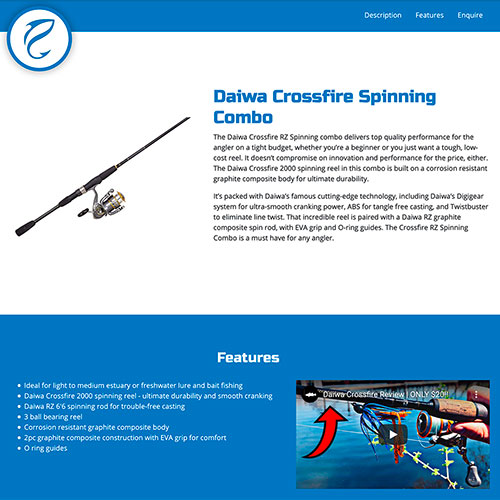 Description Features Enquire
Daiwa Crossfire Spinning
Combo
The Daiwa Crossfire RZ Spinning combo delivers top quality performance for the
angler on a tight budget, whether you're a beginner or you just want a tough, low-
cost reel. It doesn't compromise on innovation and performance for the price, either.
The Daiwa Crossfire 2000 spinning reel in this combo is built on a corrosion resistant
graphite composite body for ultimate durability.
It's packed with Daiwa's famous cutting-edge technology, including Daiwa's Digigear
system for ultra-smooth cranking power, ABS for tangle free casting, and Twistbuster
to eliminate line twist. That incredible reel is paired with a Daiwa RZ graphite
composite spin rod, with EVA grip and O-ring guides. The Crossfire RZ Spinning
Combo is a must have for any angler.
Features
Ideal for light to medium estuary or freshwater lure and bait fishing
Daiwa Crossfire 2000 spinning reel - ultimate durability and smooth cranking
Daiwa RZ 6'6 spinning rod for trouble-free casting
3 ball bearing reel
Corrosion resistant graphite composite body
2pc graphite composite construction with EVA grip for comfort
O ring guides
Daiwa Crossfire Review | ONLY $20!!